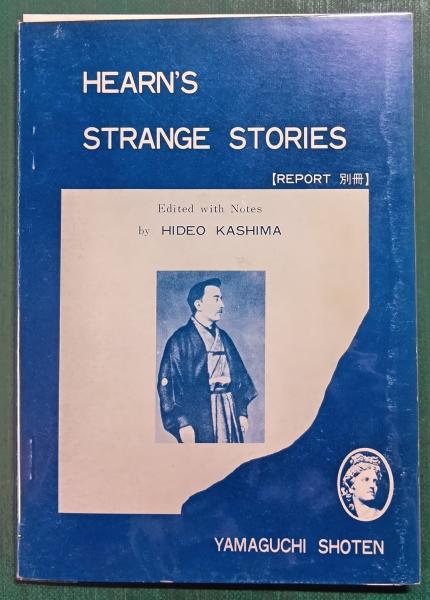 HEARN'S
STRANGE STORIES
【REPORT 別冊】
Edited with Notes
by HIDEO KASHIMA
YAMAGUCHI SHOTEN